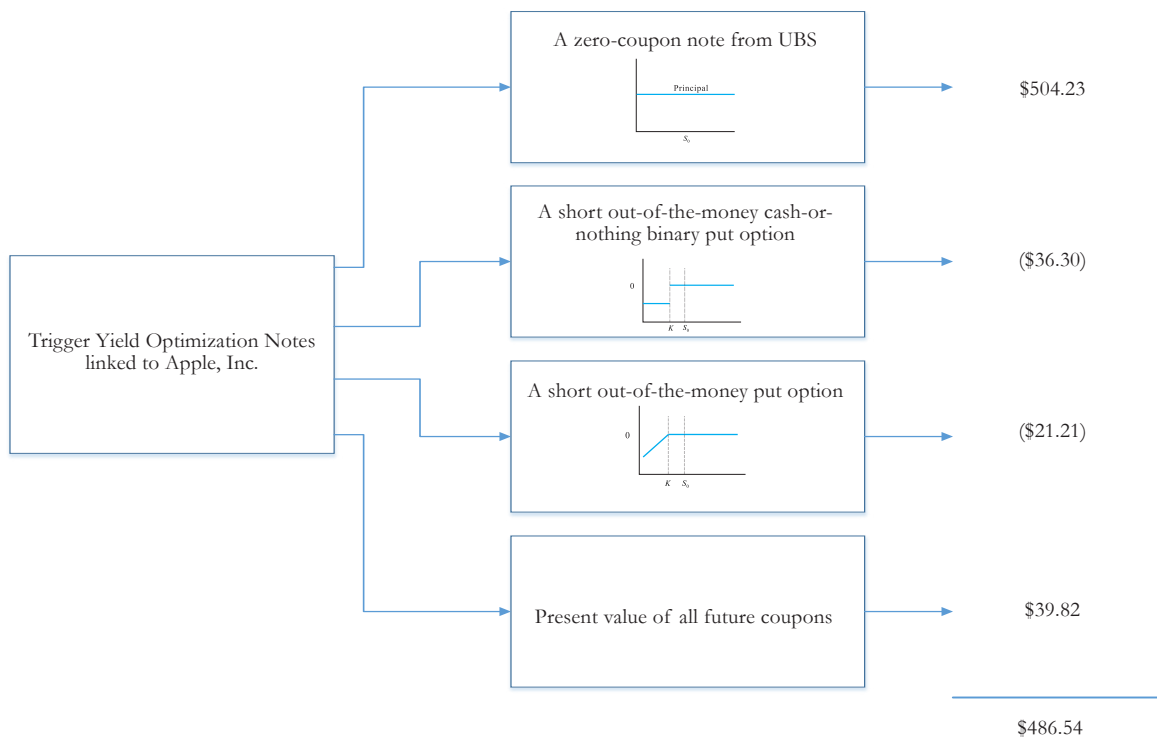 A zero-coupon note from UBS
Principal
S₀
$504.23
A short out-of-the-money cash-or-
nothing binary put option
0
K S₀
($36.30)
Trigger Yield Optimization Notes
linked to Apple, Inc.
A short out-of-the-money put option
0
K S₀
($21.21)
Present value of all future coupons
$39.82
$486.54